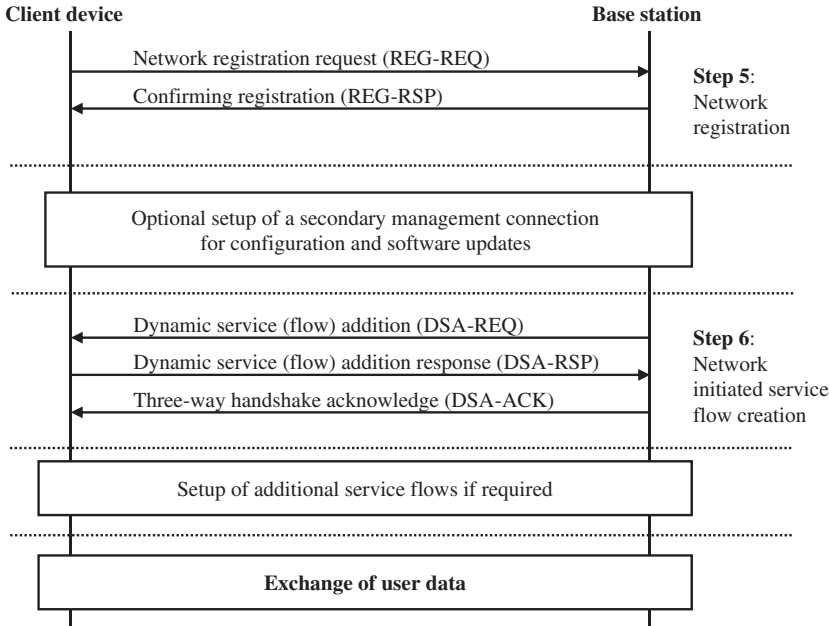 Client device
Base station
Network registration request (REG-REQ)
Confirming registration (REG-RSP)
Step 5:
Network
registration
Optional setup of a secondary management connection
for configuration and software updates
Dynamic service (flow) addition (DSA-REQ)
Dynamic service (flow) addition response (DSA-RSP)
Three-way handshake acknowledge (DSA-ACK)
Step 6:
Network
initiated service
flow creation
Setup of additional service flows if required
Exchange of user data